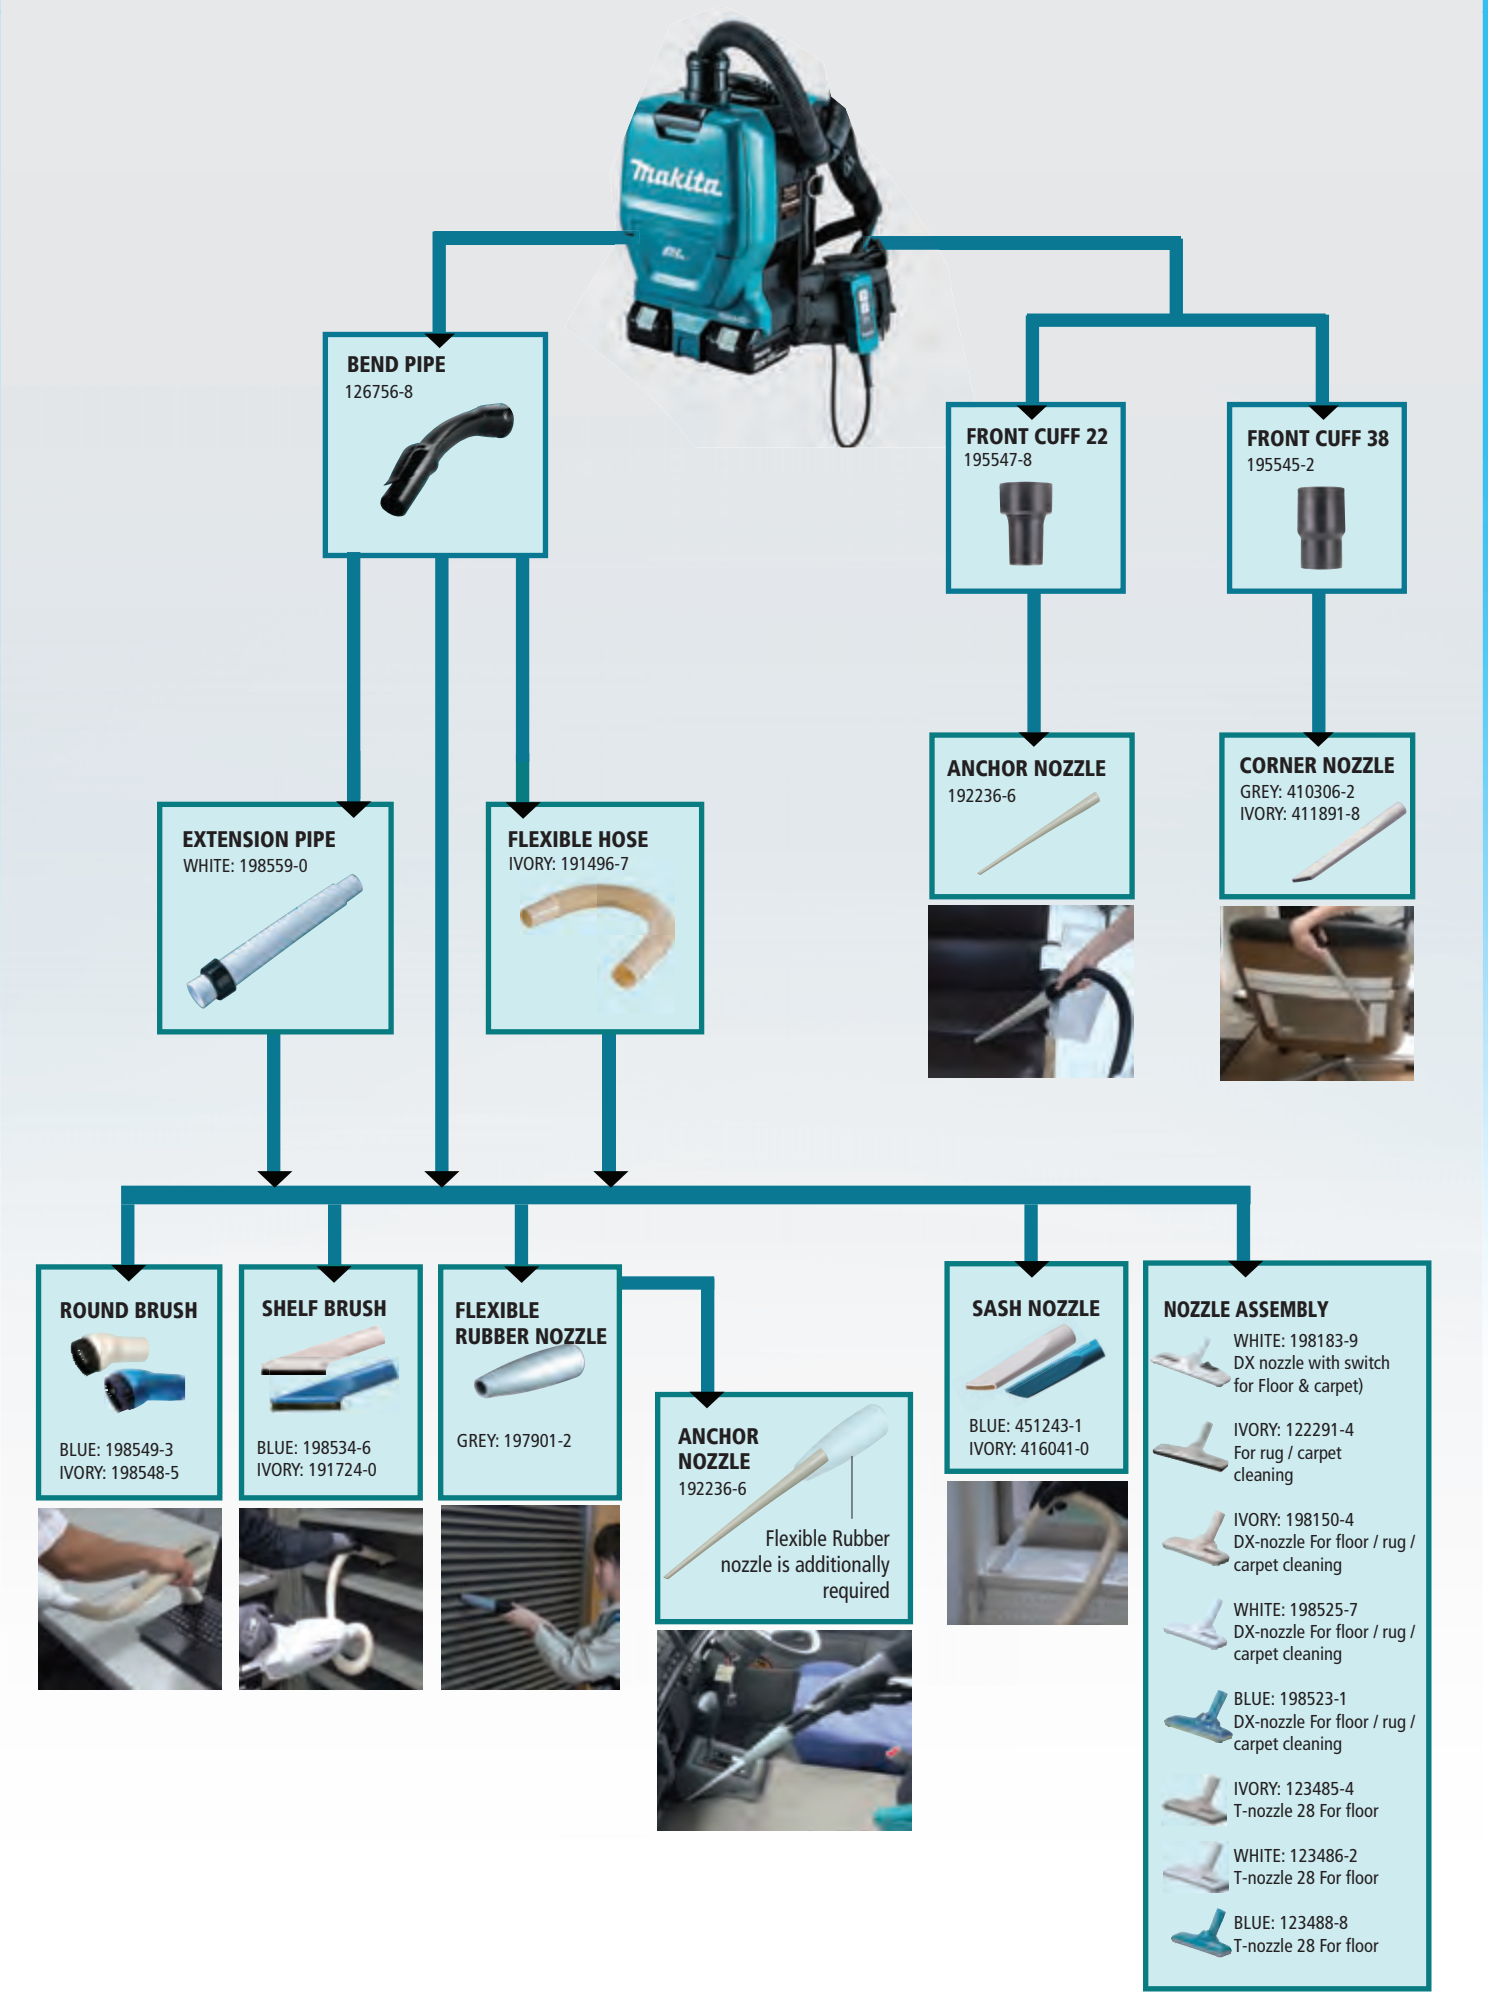 makita
BEND PIPE
126756-8
FRONT CUFF 22
195547-8
FRONT CUFF 38
195545-2
ANCHOR NOZZLE
192236-6
CORNER NOZZLE
GREY: 410306-2
IVORY: 411891-8
EXTENSION PIPE
WHITE: 198559-0
FLEXIBLE HOSE
IVORY: 191496-7
ROUND BRUSH
BLUE: 198549-3
IVORY: 198548-5
SHELF BRUSH
BLUE: 198534-6
IVORY: 191724-0
FLEXIBLE
RUBBER NOZZLE
GREY: 197901-2
ANCHOR
NOZZLE
192236-6
Flexible Rubber
nozzle is additionally
required
SASH NOZZLE
BLUE: 451243-1
IVORY: 416041-0
NOZZLE ASSEMBLY
WHITE: 198183-9
DX nozzle with switch
for Floor & carpet)
IVORY: 122291-4
For rug / carpet
cleaning
IVORY: 198150-4
DX-nozzle For floor / rug /
carpet cleaning
WHITE: 198525-7
DX-nozzle For floor / rug /
carpet cleaning
BLUE: 198523-1
DX-nozzle For floor / rug /
carpet cleaning
IVORY: 123485-4
T-nozzle 28 For floor
WHITE: 123486-2
T-nozzle 28 For floor
BLUE: 123488-8
T-nozzle 28 For floor